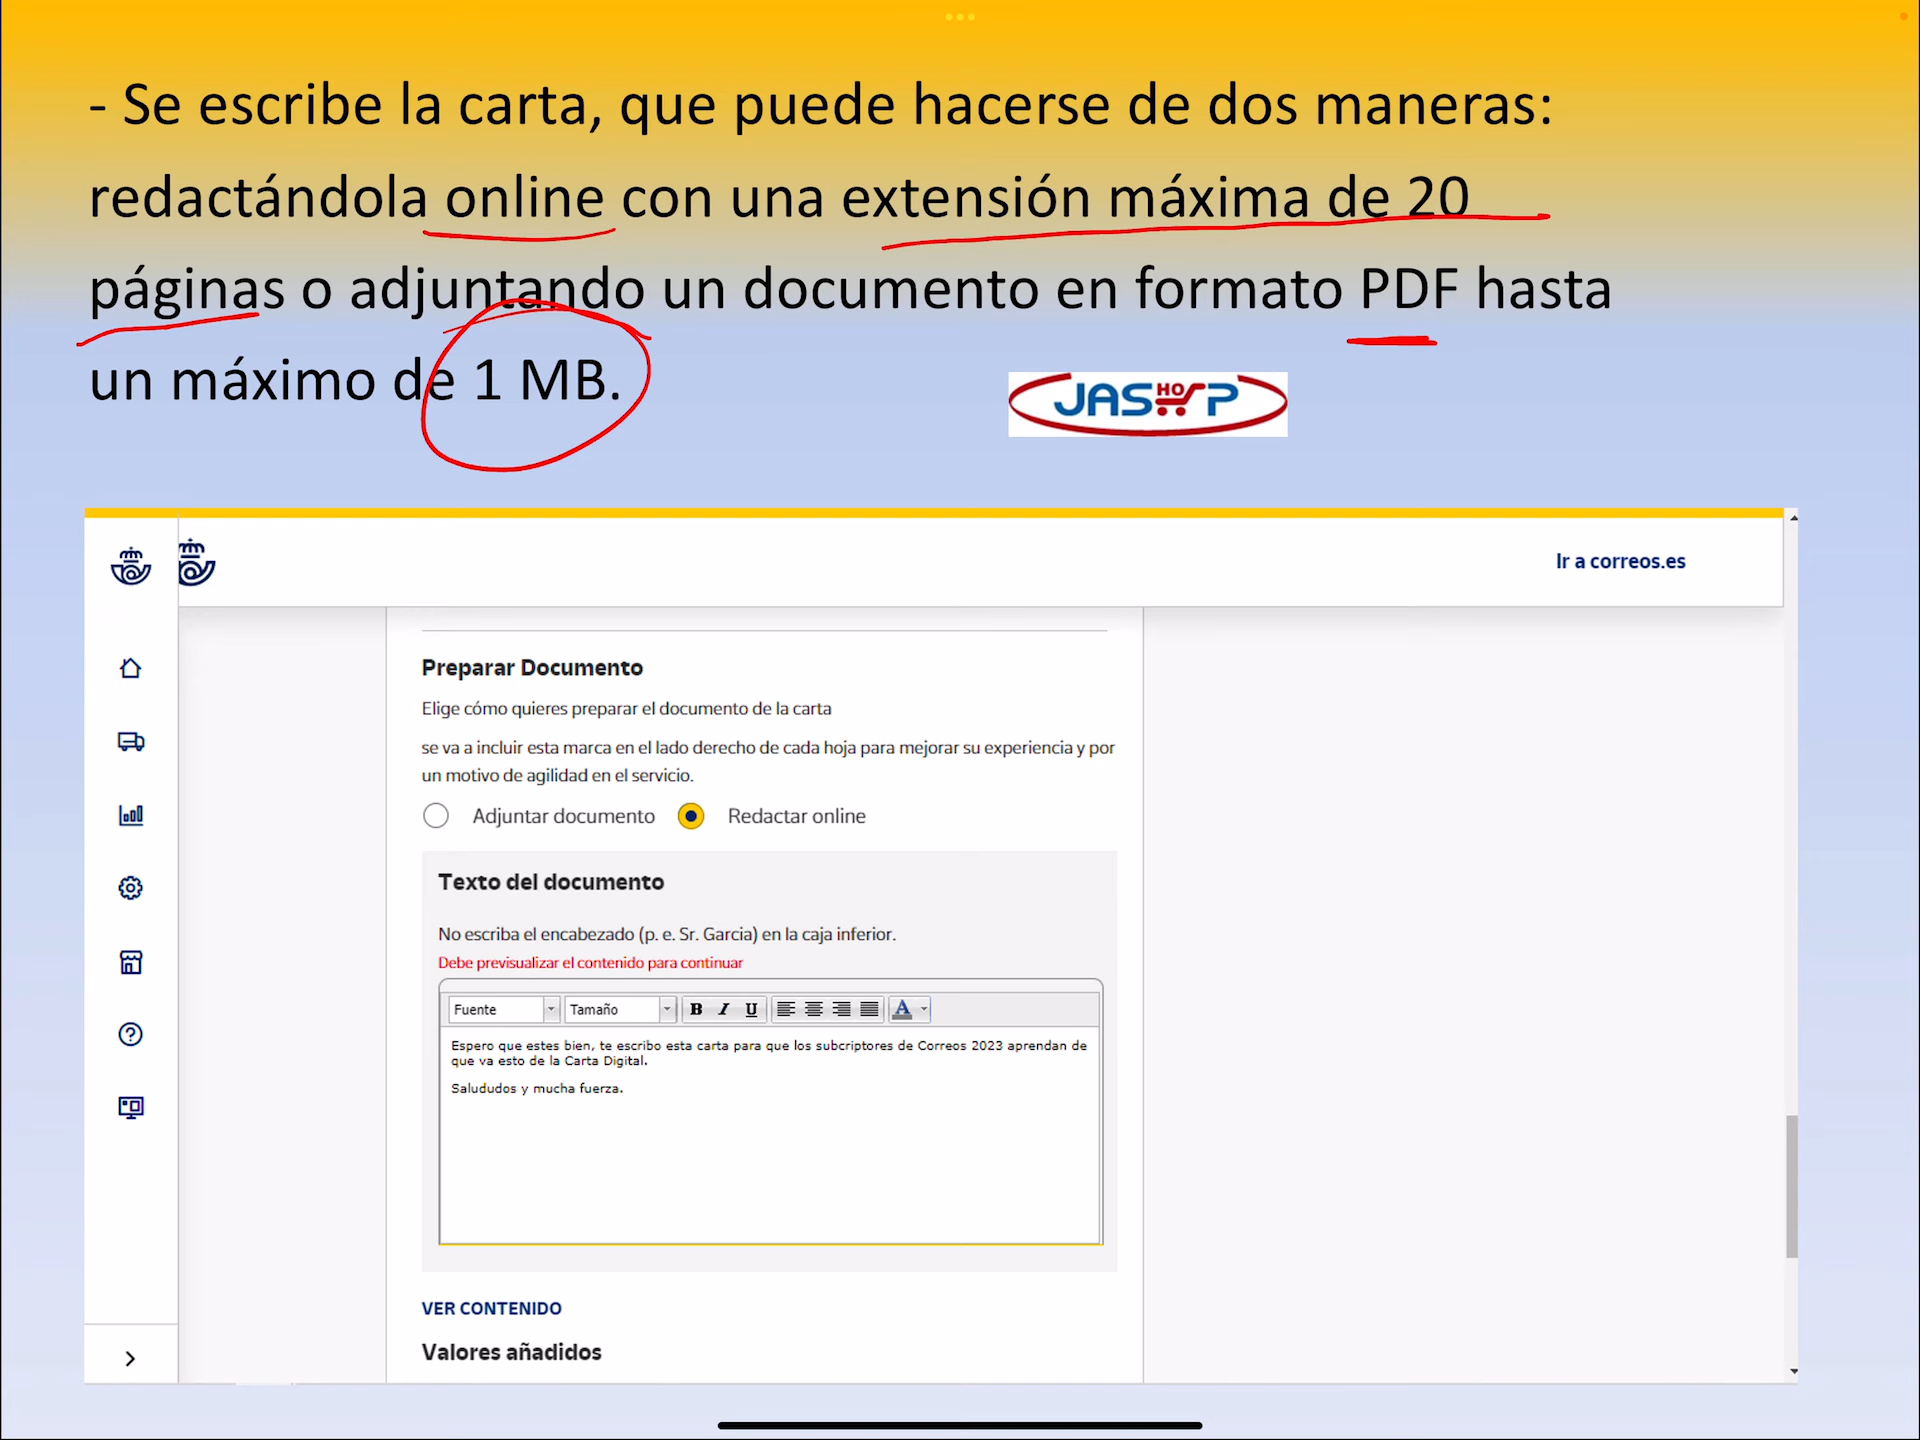 - Se escribe la carta, que puede hacerse de dos maneras:
redactándola online con una extensión máxima de 20
páginas o adjuntando un documento en formato PDF hasta
un máximo de 1 MB.
JASHOP
Ir a correos.es
Preparar Documento
Elige cómo quieres preparar el documento de la carta
se va a incluir esta marca en el lado derecho de cada hoja para mejorar su experiencia y por
un motivo de agilidad en el servicio.
Adjuntar documento Redactar online
Texto del documento
No escriba el encabezado (p. e. Sr. Garcia) en la caja inferior.
Debe previsualizar el contenido para continuar
Fuente Tamaño B I U A
Espero que estes bien, te escribo esta carta para que los subcriptores de Correos 2023 aprendan de
que va esto de la Carta Digital.
Salududos y mucha fuerza.
VER CONTENIDO
Valores añadidos